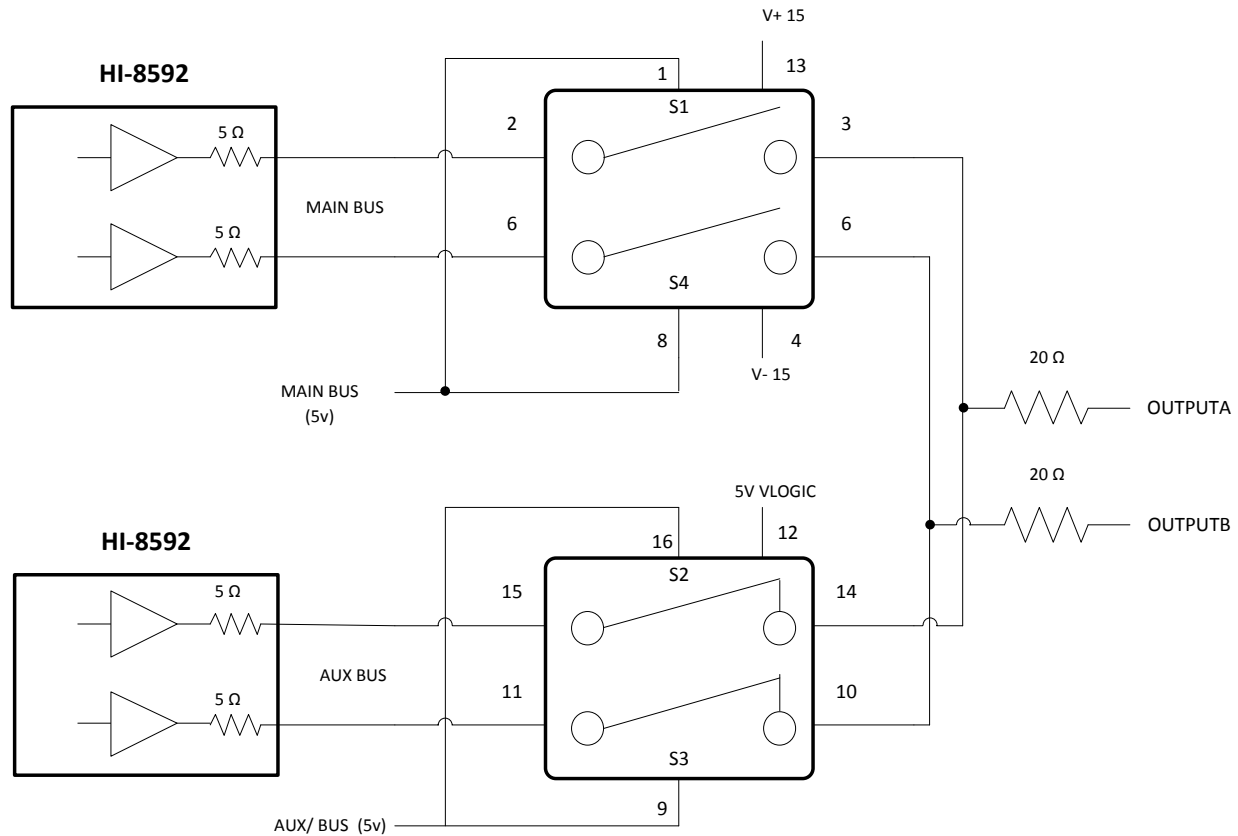 V+ 15
HI-8592
1
13
S1
5 Ω
2
3
MAIN BUS
5 Ω
6
6
S4
8
4
V- 15
MAIN BUS
(5v)
20 Ω
OUTPUTA
20 Ω
OUTPUTB
5V VLOGIC
HI-8592
16
12
S2
5 Ω
15
14
AUX BUS
5 Ω
11
10
S3
9
AUX/ BUS (5v)